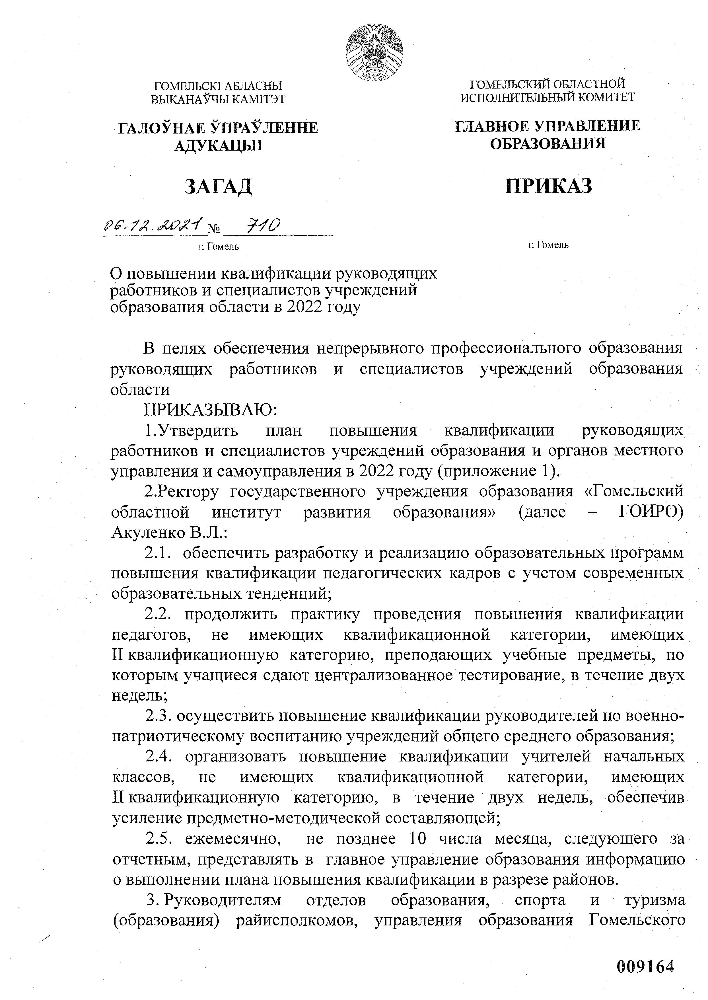 РЭСПУБЛІКА
БЕЛАРУСЬ
ГОМЕЛЬСКІ АБЛАСНЫ
ВЫКАНАЎЧЫ КАМІТЭТ
ГАЛОЎНАЕ ЎПРАЎЛЕННЕ
АДУКАЦЫІ
ЗАГАД
06.12.2021 № 710
г. Гомель
ГОМЕЛЬСКИЙ ОБЛАСТНОЙ
ИСПОЛНИТЕЛЬНЫЙ КОМИТЕТ
ГЛАВНОЕ УПРАВЛЕНИЕ
ОБРАЗОВАНИЯ
ПРИКАЗ
г. Гомель
О повышении квалификации руководящих
работников и специалистов учреждений
образования области в 2022 году
В целях обеспечения непрерывного профессионального образования
руководящих работников и специалистов учреждений образования
области
ПРИКАЗЫВАЮ:
1.Утвердить план повышения квалификации руководящих
работников и специалистов учреждений образования и органов местного
управления и самоуправления в 2022 году (приложение 1).
2.Ректору государственного учреждения образования «Гомельский
областной институт развития образования» (далее – ГОИРО)
Акуленко В.Л.:
2.1. обеспечить разработку и реализацию образовательных программ
повышения квалификации педагогических кадров с учетом современных
образовательных тенденций;
2.2. продолжить практику проведения повышения квалификации
педагогов, не имеющих квалификационной категории, имеющих
II квалификационную категорию, преподающих учебные предметы, по
которым учащиеся сдают централизованное тестирование, в течение двух
недель;
2.3. осуществить повышение квалификации руководителей по военно-
патриотическому воспитанию учреждений общего среднего образования;
2.4. организовать повышение квалификации учителей начальных
классов, не имеющих квалификационной категории, имеющих
II квалификационную категорию, в течение двух недель, обеспечив
усиление предметно-методической составляющей;
2.5. ежемесячно, не позднее 10 числа месяца, следующего за
отчетным, представлять в главное управление образования информацию
о выполнении плана повышения квалификации в разрезе районов.
3. Руководителям отделов образования, спорта и туризма
(образования) райисполкомов, управления образования Гомельского
009164